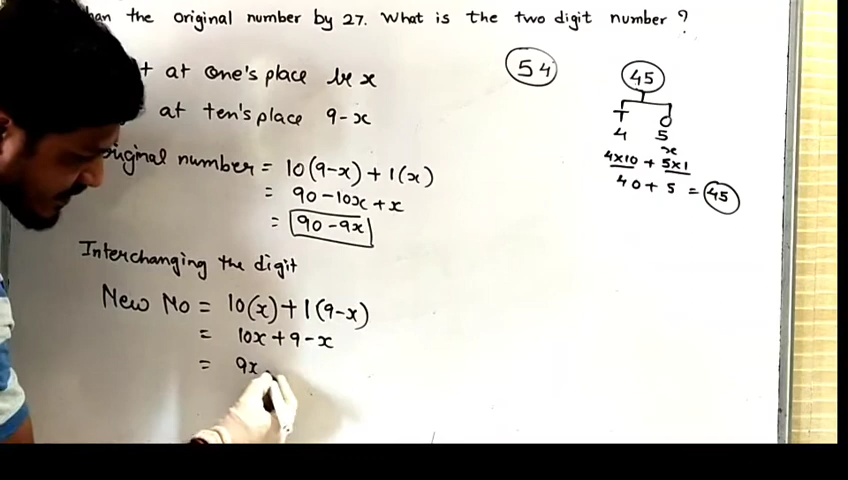 the original number by 27. What is the two digit number ?
at one's place be x
at ten's place 9-x
number = 10(9-x)+1(x)
= 90-10x+x
= 90-9x
Interchanging the digit
New No = 10(x)+1(9-x)
= 10x+9-x
= 9x
54
45
T O
4 5
x
4x10 + 5x1
40+5 = 45